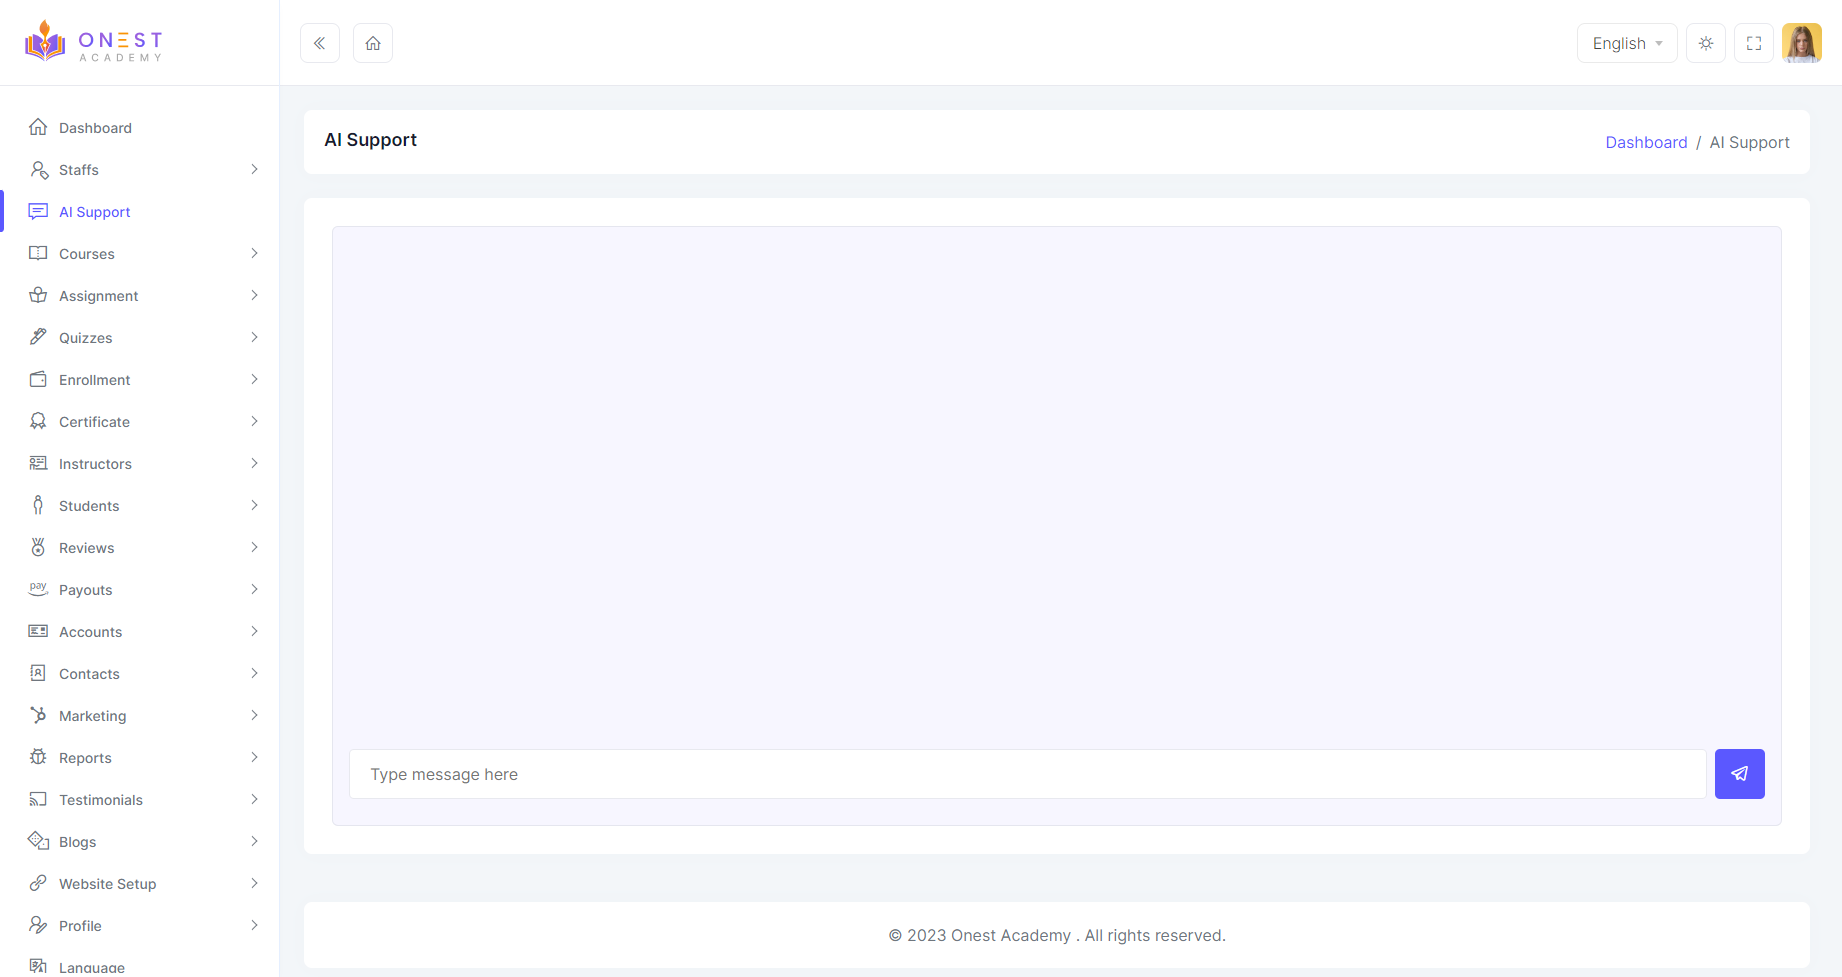 ONEST
ACADEMY
English
Dashboard
Staffs
AI Support
Courses
Assignment
Quizzes
Enrollment
Certificate
Instructors
Students
Reviews
pay
Payouts
Accounts
Contacts
Marketing
Reports
Testimonials
Blogs
Website Setup
Profile
Language
AI Support
Dashboard / AI Support
Type message here
© 2023 Onest Academy . All rights reserved.